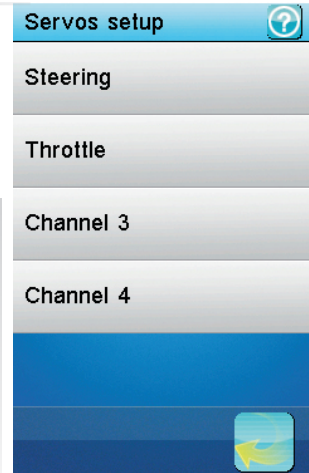 Servos setup
?
Steering
Throttle
Channel 3
Channel 4